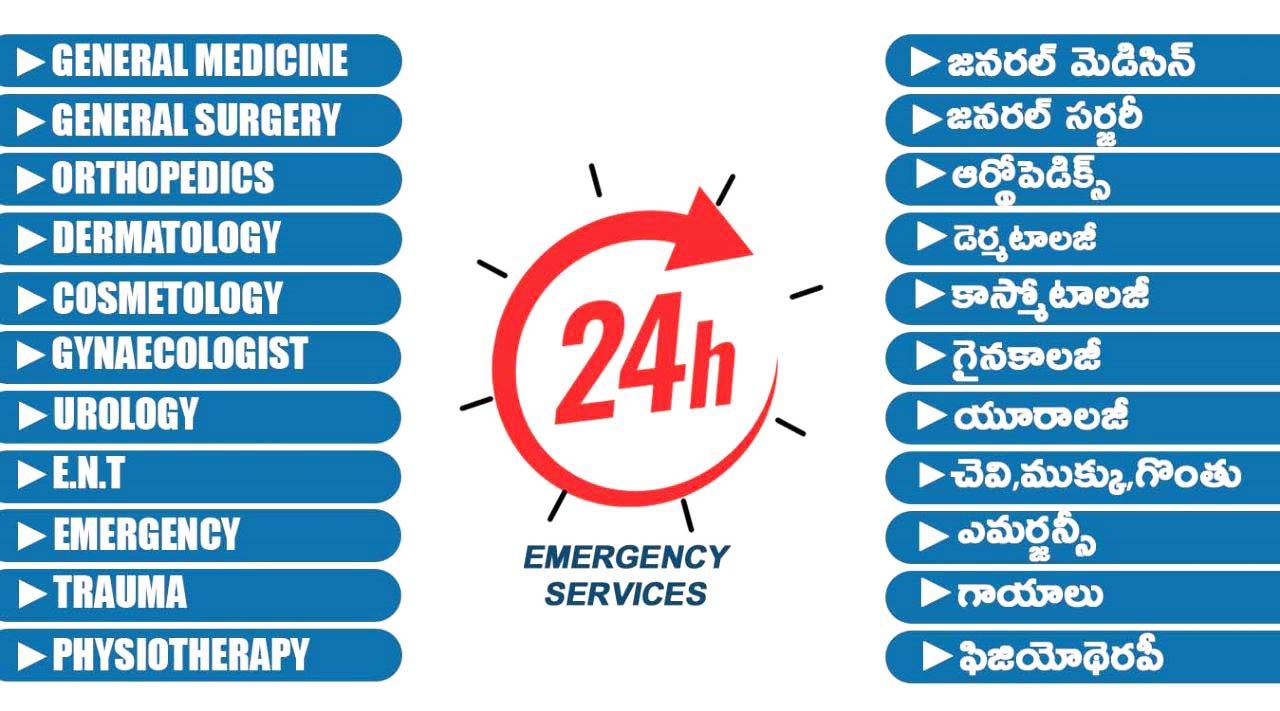 GENERAL MEDICINE
GENERAL SURGERY
ORTHOPEDICS
DERMATOLOGY
COSMETOLOGY
GYNAECOLOGIST
UROLOGY
E.N.T
EMERGENCY
TRAUMA
PHYSIOTHERAPY
24h
EMERGENCY
SERVICES
జనరల్ మెడిసిన్
జనరల్ సర్జరీ
ఆర్థోపెడిక్స్
డెర్మటాలజీ
కాస్మోటాలజీ
గైనకాలజీ
యూరాలజీ
చెవి,ముక్కు,గొంతు
ఎమర్జన్సీ
గాయాలు
ఫిజియోథెరపీ